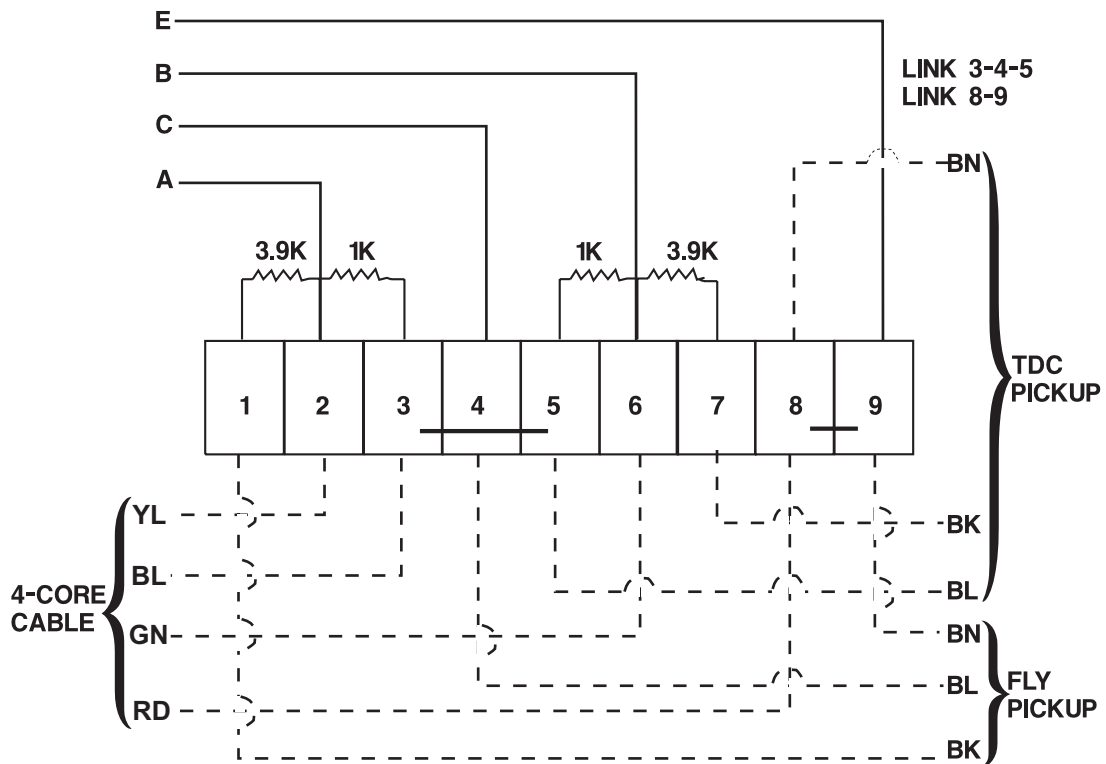 E
B
LINK 3-4-5
LINK 8-9
C
BN
A
3.9K 1K 1K 3.9K
TDC
PICKUP
1 2 3 4 5 6 7 8 9
YL
BK
BL
BL
4-CORE
CABLE
GN
BN
BL
FLY
PICKUP
RD
BK